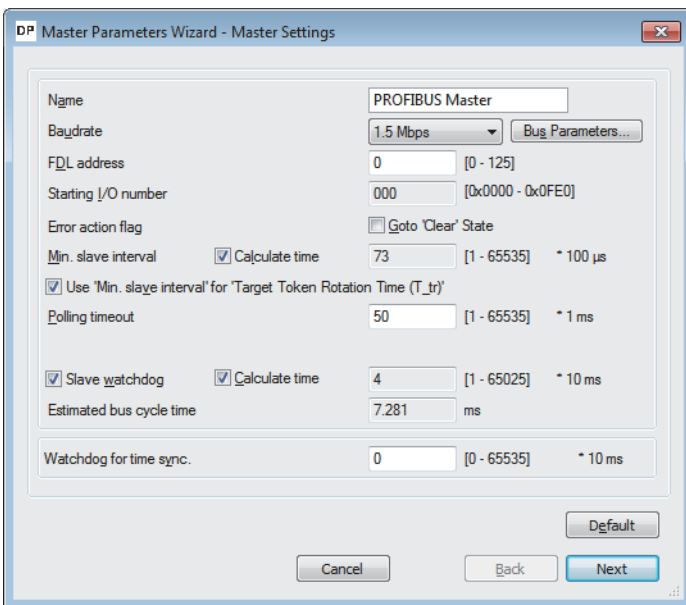 DP Master Parameters Wizard - Master Settings
Name PROFIBUS Master
Baudrate 1.5 Mbps Bus Parameters...
FDL address 0 [0 - 125]
Starting I/O number 000 [0x0000 - 0x0FE0]
Error action flag Goto 'Clear' State
Min. slave interval Calculate time 73 [1 - 65535] * 100 µs
Use 'Min. slave interval' for 'Target Token Rotation Time (T_tr)'
Polling timeout 50 [1 - 65535] * 1 ms
Slave watchdog Calculate time 4 [1 - 65025] * 10 ms
Estimated bus cycle time 7.281 ms
Watchdog for time sync. 0 [0 - 65535] * 10 ms
Default
Cancel Back Next